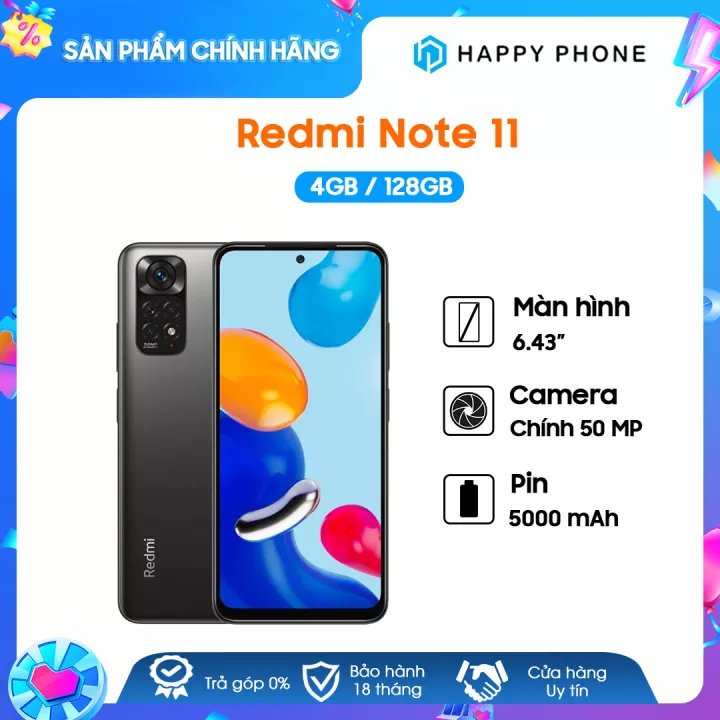 SẢN PHẨM CHÍNH HÃNG
HAPPY PHONE
Redmi Note 11
4GB / 128GB
Màn hình
6.43”
Camera
Chính 50 MP
Pin
5000 mAh
Redmi
Trả góp 0%
Bảo hành
18 tháng
Cửa hàng
Uy tín